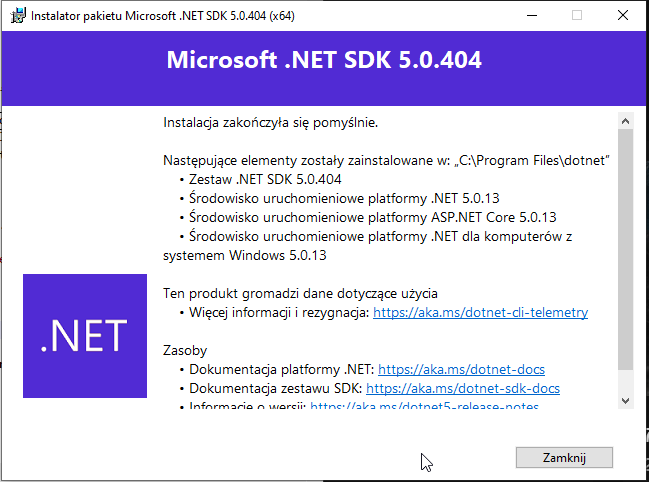 Instalator pakietu Microsoft .NET SDK 5.0.404 (x64)
Microsoft .NET SDK 5.0.404
Instalacja zakończyła się pomyślnie.
Następujące elementy zostały zainstalowane w: „C:\Program Files\dotnet”
• Zestaw .NET SDK 5.0.404
• Środowisko uruchomieniowe platformy .NET 5.0.13
• Środowisko uruchomieniowe platformy ASP.NET Core 5.0.13
• Środowisko uruchomieniowe platformy .NET dla komputerów z
systemem Windows 5.0.13
Ten produkt gromadzi dane dotyczące użycia
• Więcej informacji i rezygnacja: https://aka.ms/dotnet-cli-telemetry
.NET
Zasoby
• Dokumentacja platformy .NET: https://aka.ms/dotnet-docs
• Dokumentacja zestawu SDK: https://aka.ms/dotnet-sdk-docs
• Informacje o wersji: https://aka.ms/dotnet5-release-notes
Zamknij